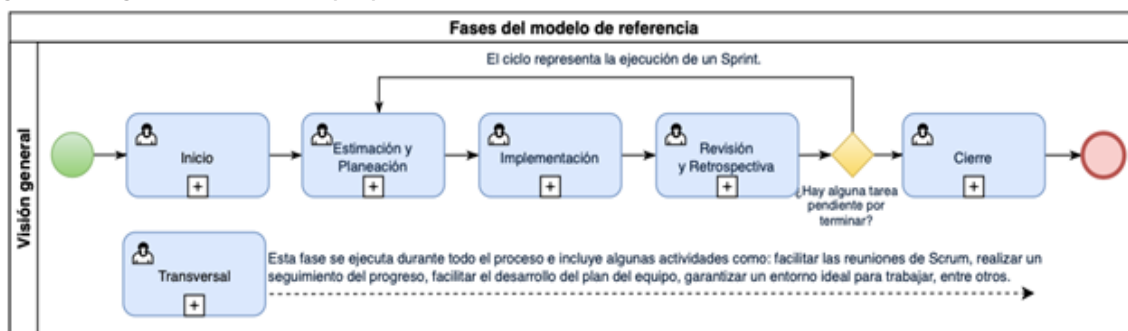 Fases del modelo de referencia
El ciclo representa la ejecución de un Sprint.
Visión general
Inicio
Estimación y
Planeación
Implementación
Revisión
y Retrospectiva
¿Hay alguna tarea
pendiente por
terminar?
Cierre
Transversal
Esta fase se ejecuta durante todo el proceso e incluye algunas actividades como: facilitar las reuniones de Scrum, realizar un
seguimiento del progreso, facilitar el desarrollo del plan del equipo, garantizar un entorno ideal para trabajar, entre otros.